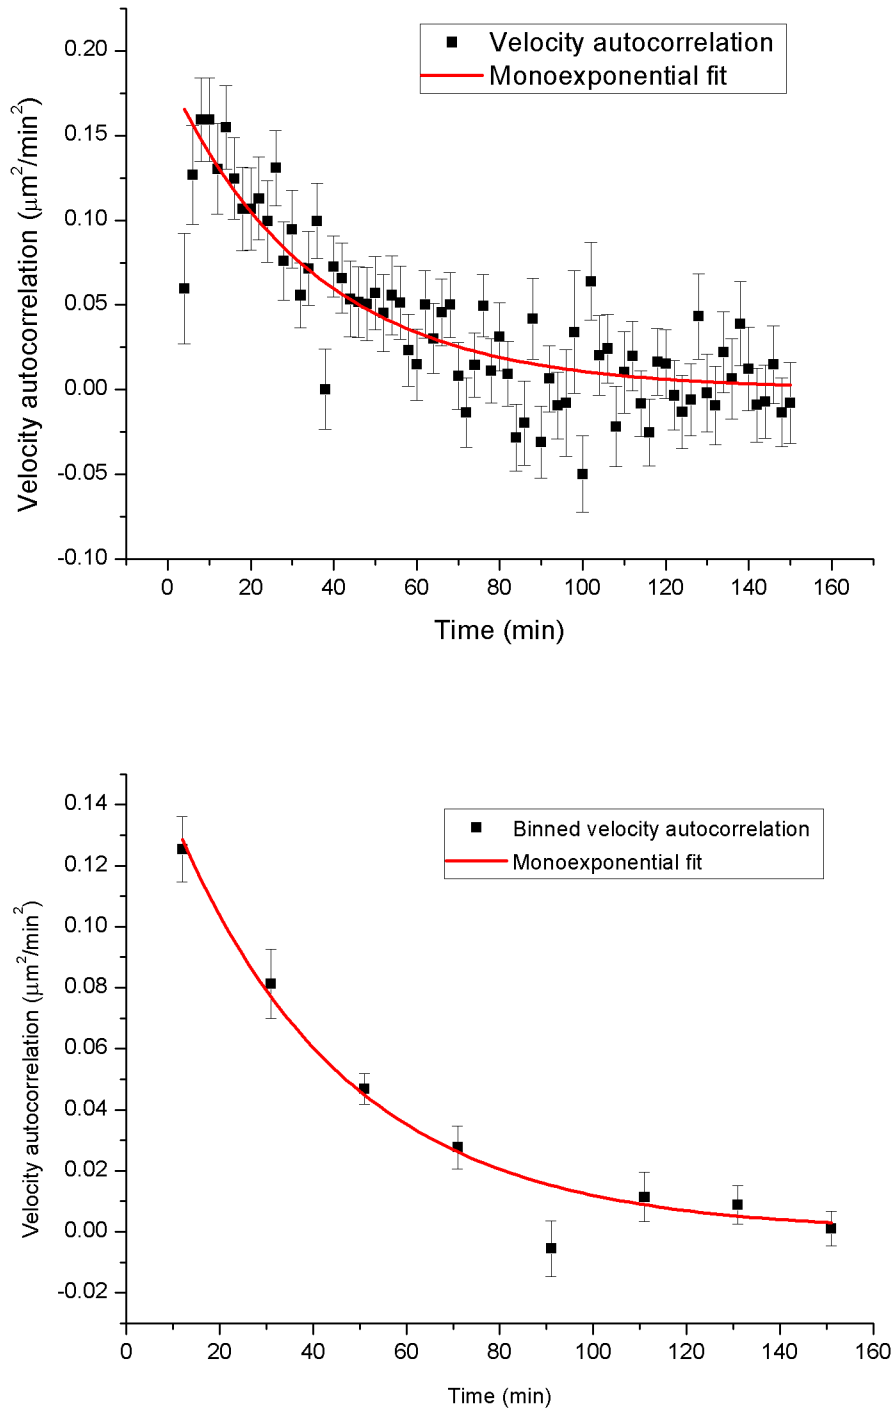 Velocity autocorrelation
Monoexponential fit
Velocity autocorrelation (μm²/min²)
0.20
0.15
0.10
0.05
0.00
-0.05
-0.10
0 20 40 60 80 100 120 140 160
Time (min)
Binned velocity autocorrelation
Monoexponential fit
Velocity autocorrelation (μm²/min²)
0.14
0.12
0.10
0.08
0.06
0.04
0.02
0.00
-0.02
0 20 40 60 80 100 120 140 160
Time (min)